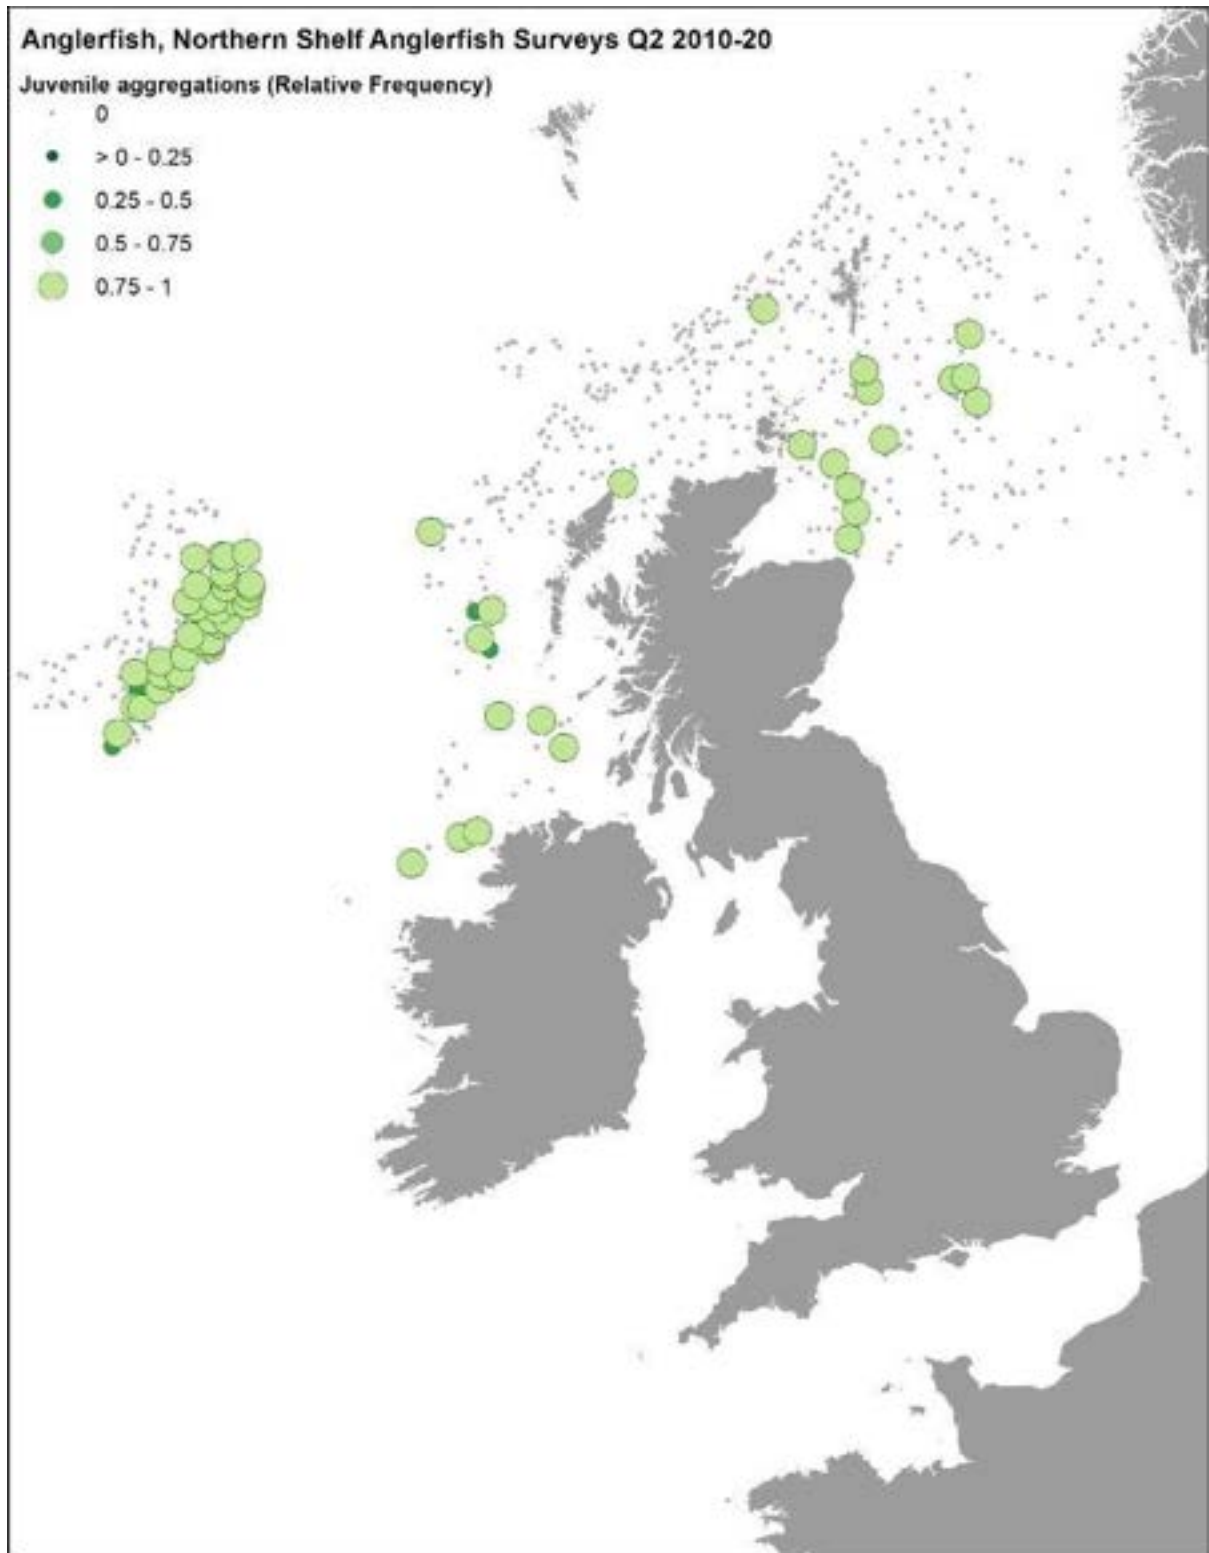 Anglerfish, Northern Shelf Anglerfish Surveys Q2 2010-20
Juvenile aggregations (Relative Frequency)
0
> 0 - 0.25
0.25 - 0.5
0.5 - 0.75
0.75 - 1